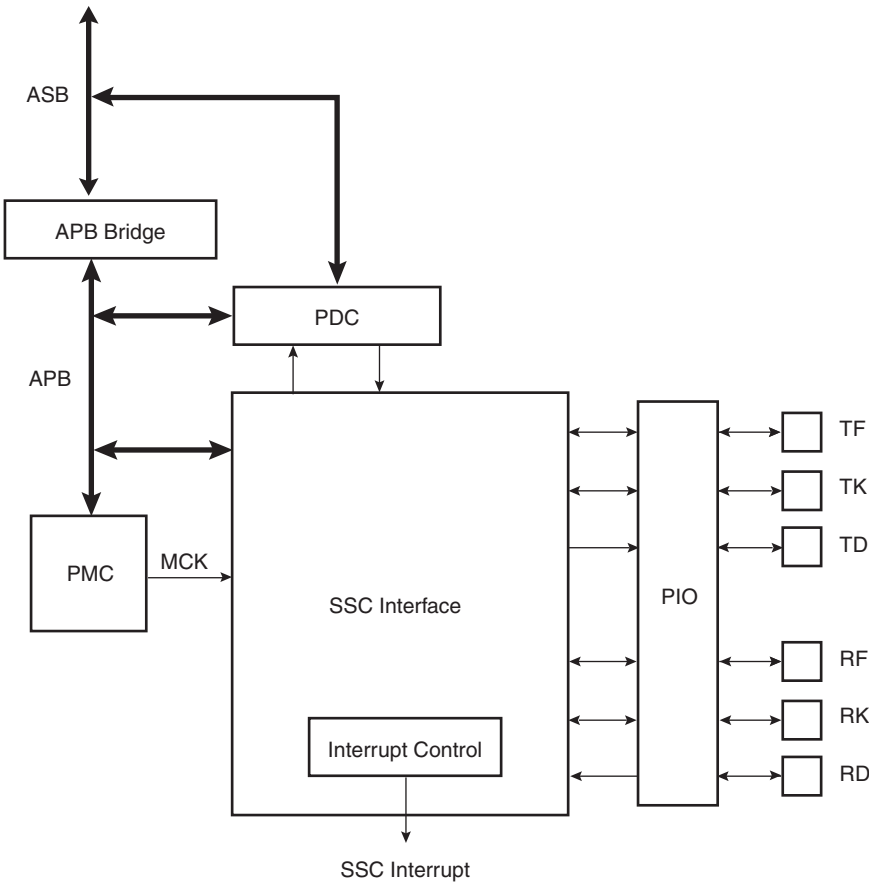 ASB
APB Bridge
PDC
APB
TF
TK
TD
PMC
MCK
SSC Interface
PIO
RF
RK
RD
Interrupt Control
SSC Interrupt